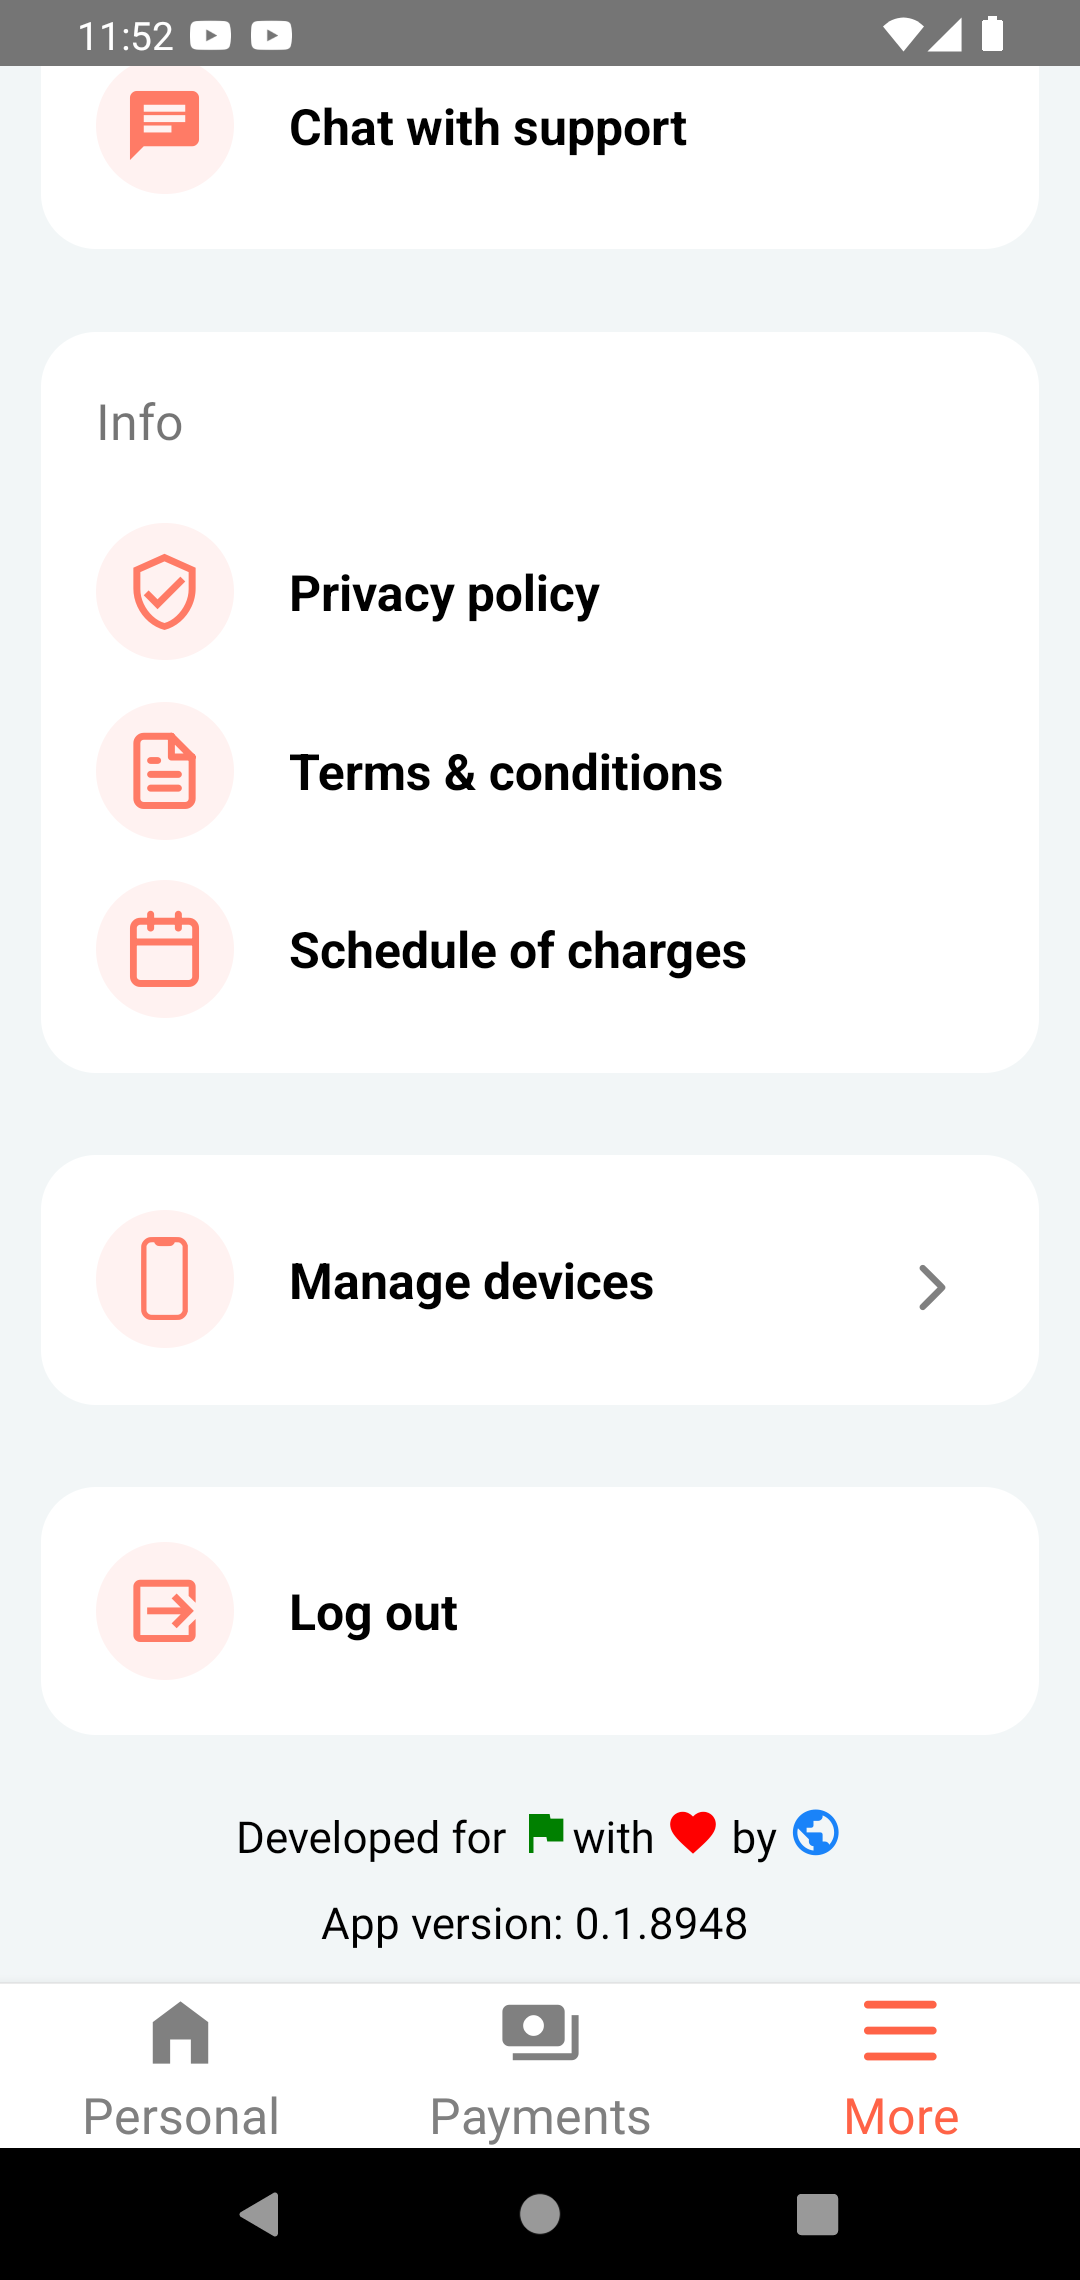 11:52
Chat with support
Info
Privacy policy
Terms & conditions
Schedule of charges
Manage devices
Log out
Developed for with by
App version: 0.1.8948
Personal Payments More